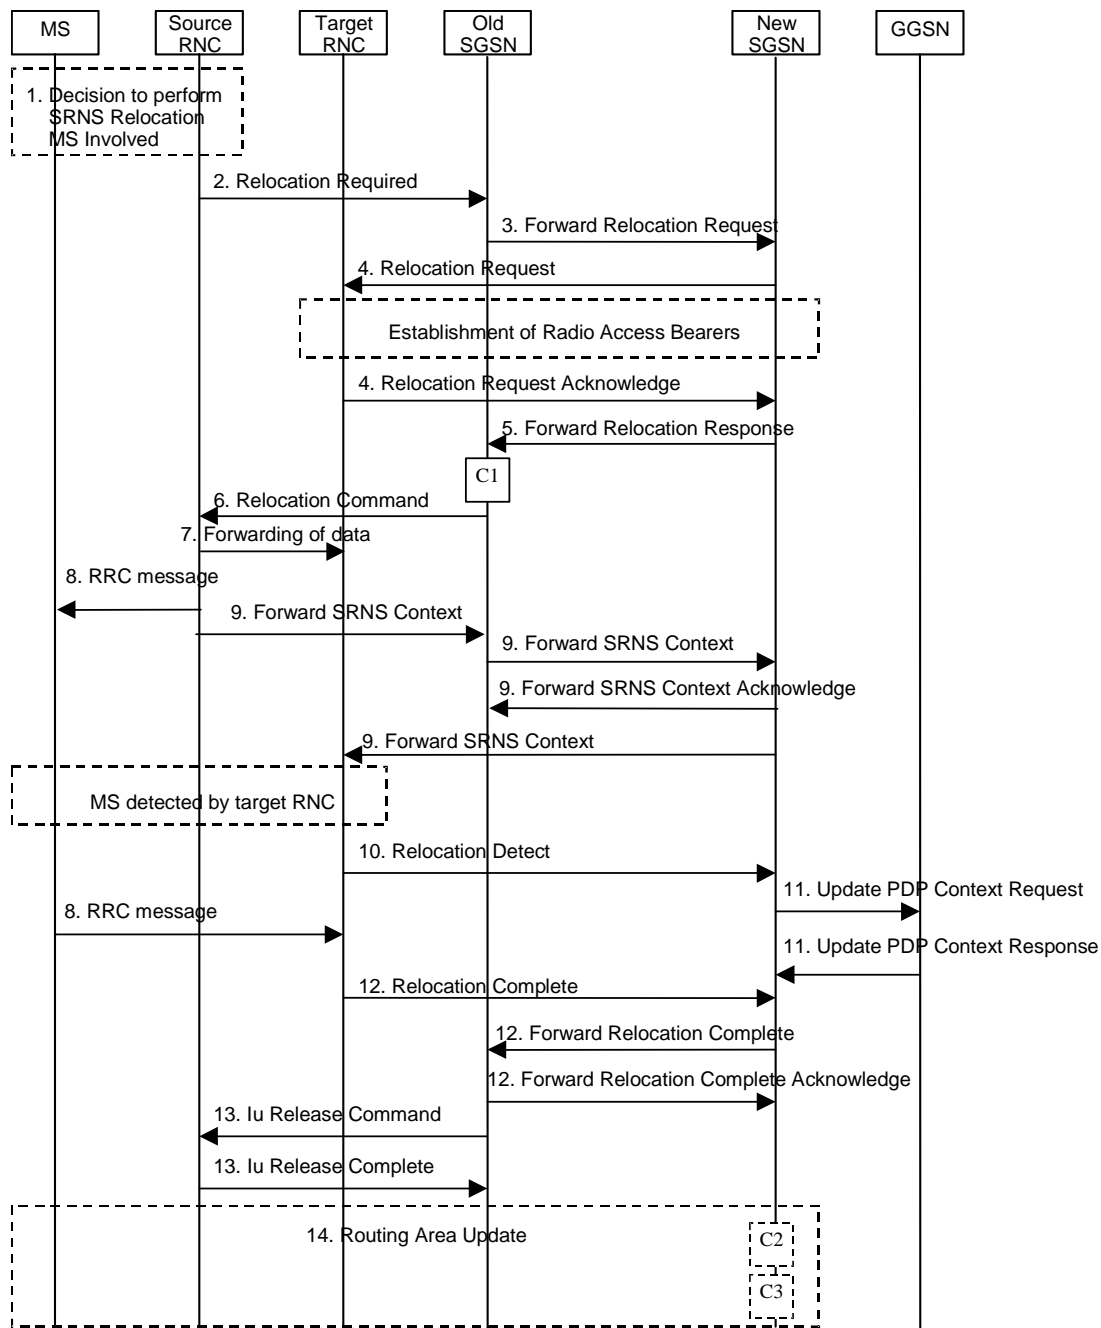 MS
Source
RNC
Target
RNC
Old
SGSN
New
SGSN
GGSN
1. Decision to perform
SRNS Relocation
MS Involved
2. Relocation Required
3. Forward Relocation Request
4. Relocation Request
Establishment of Radio Access Bearers
4. Relocation Request Acknowledge
5. Forward Relocation Response
C1
6. Relocation Command
7. Forwarding of data
8. RRC message
9. Forward SRNS Context
9. Forward SRNS Context
9. Forward SRNS Context Acknowledge
9. Forward SRNS Context
MS detected by target RNC
10. Relocation Detect
11. Update PDP Context Request
8. RRC message
11. Update PDP Context Response
12. Relocation Complete
12. Forward Relocation Complete
12. Forward Relocation Complete Acknowledge
13. Iu Release Command
13. Iu Release Complete
14. Routing Area Update
C2
C3